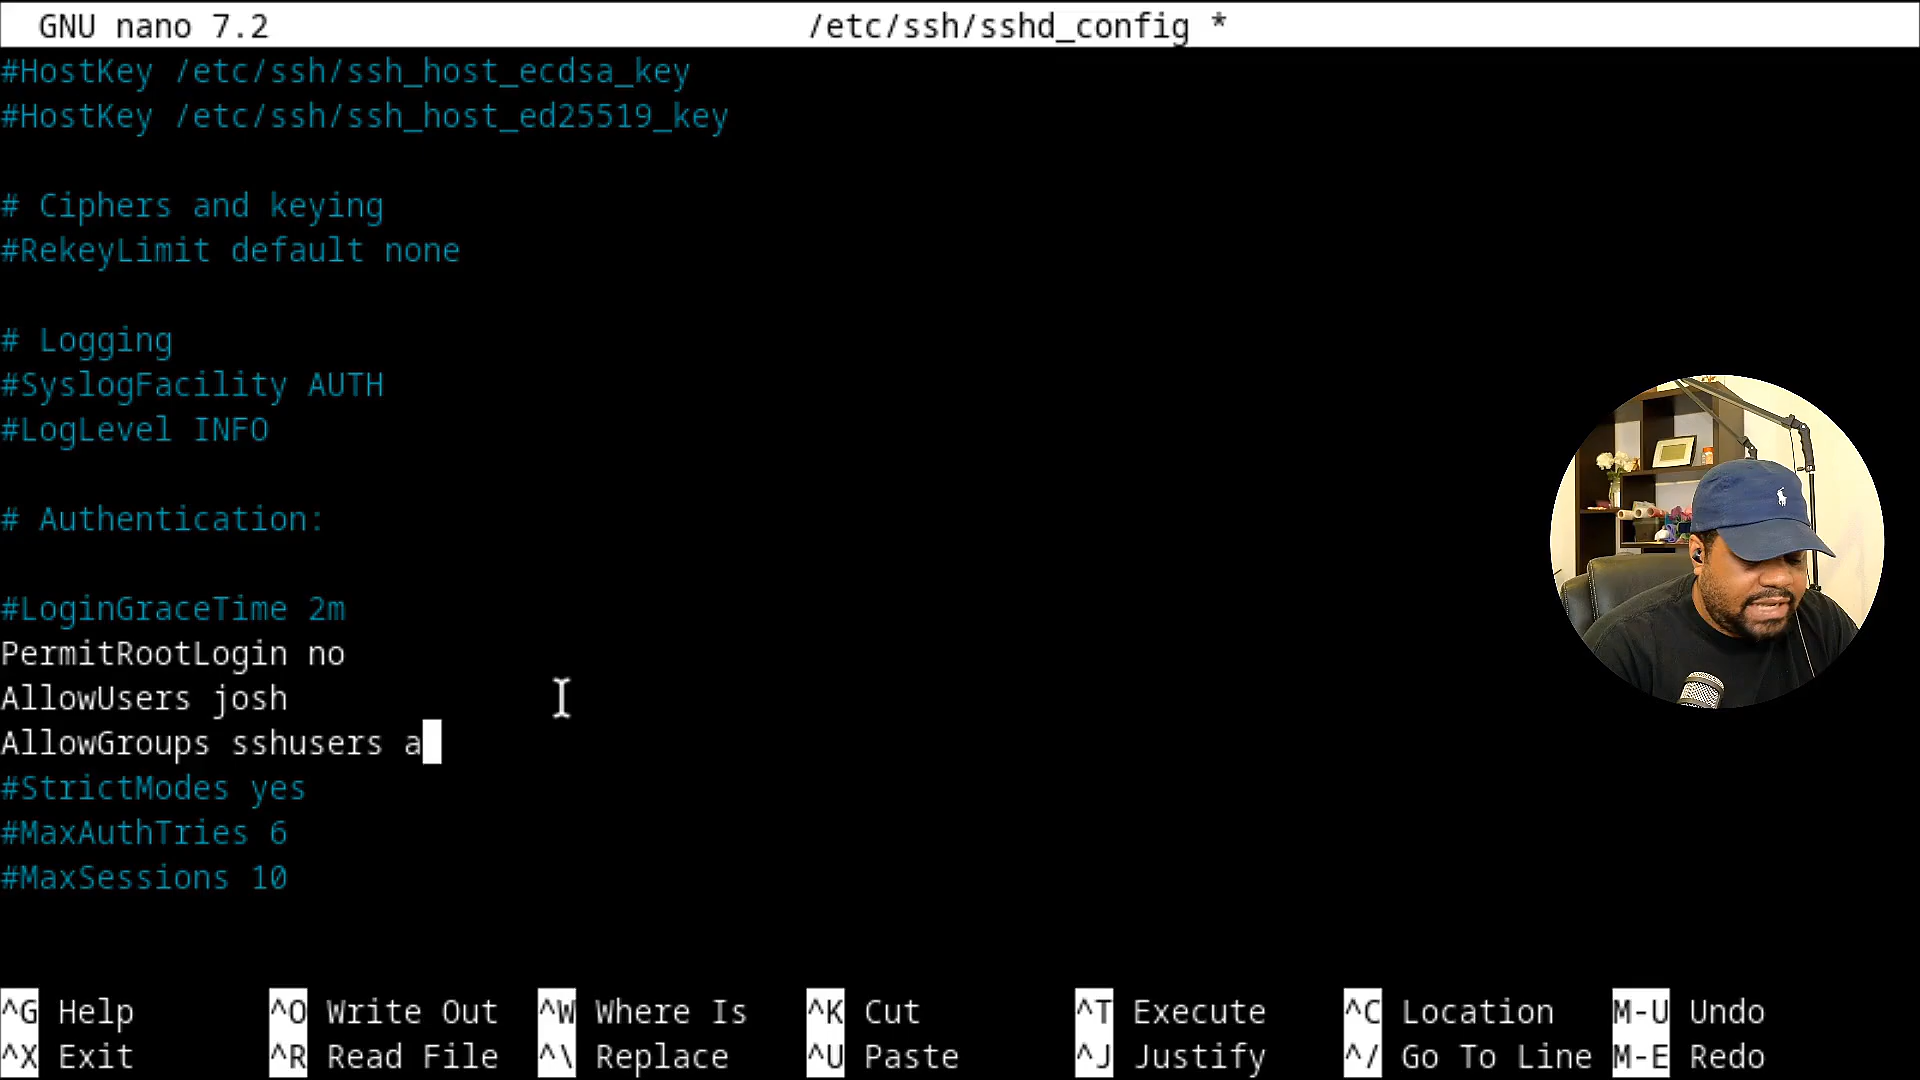 GNU nano 7.2 /etc/ssh/sshd_config *
#HostKey /etc/ssh/ssh_host_ecdsa_key
#HostKey /etc/ssh/ssh_host_ed25519_key
# Ciphers and keying
#RekeyLimit default none
# Logging
#SyslogFacility AUTH
#LogLevel INFO
# Authentication:
#LoginGraceTime 2m
PermitRootLogin no
AllowUsers josh
AllowGroups sshusers a
#StrictModes yes
#MaxAuthTries 6
#MaxSessions 10
^G Help ^O Write Out ^W Where Is ^K Cut ^T Execute ^C Location M-U Undo
^X Exit ^R Read File ^\ Replace ^U Paste ^J Justify ^/ Go To Line M-E Redo